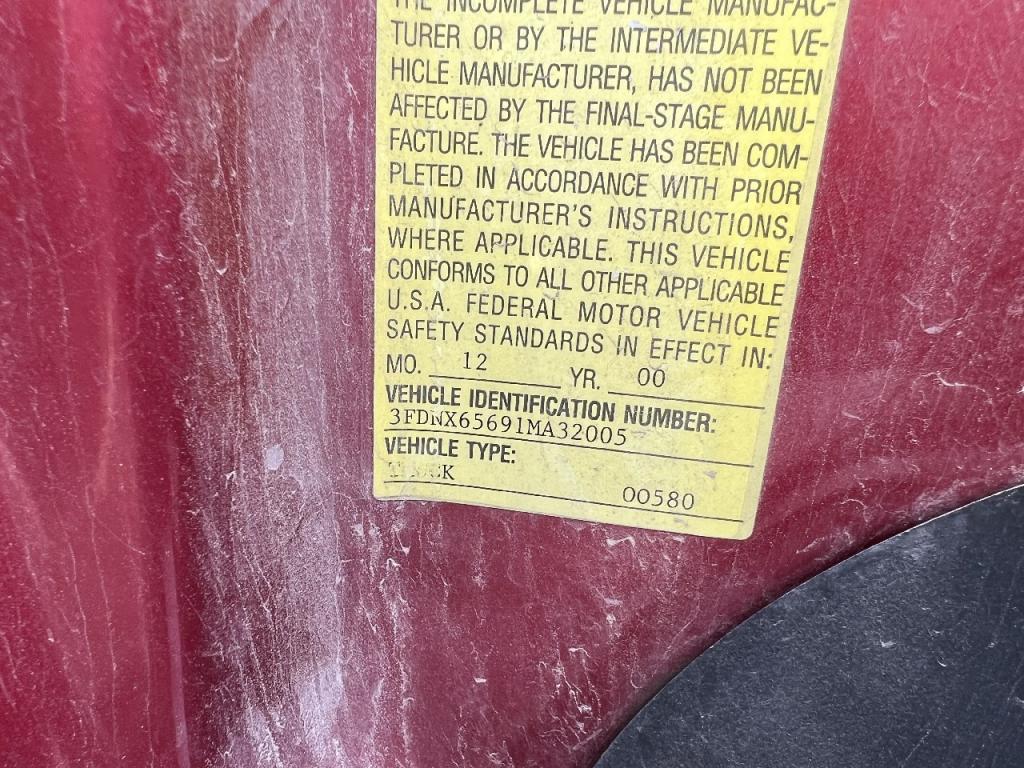 THE INCOMPLETE VEHICLE MANUFAC-
TURER OR BY THE INTERMEDIATE VE-
HICLE MANUFACTURER, HAS NOT BEEN
AFFECTED BY THE FINAL-STAGE MANU-
FACTURE. THE VEHICLE HAS BEEN COM-
PLETED IN ACCORDANCE WITH PRIOR
MANUFACTURER'S INSTRUCTIONS,
WHERE APPLICABLE. THIS VEHICLE
CONFORMS TO ALL OTHER APPLICABLE
U.S.A. FEDERAL MOTOR VEHICLE
SAFETY STANDARDS IN EFFECT IN:
MO. 12 YR. 00
VEHICLE IDENTIFICATION NUMBER:
3FDNX65691MA32005
VEHICLE TYPE:
TRUCK 00580